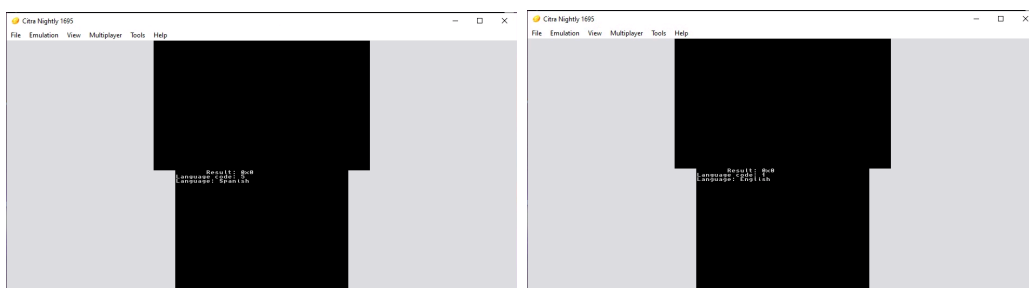 Citra Nightly 1695
File Emulation View Multiplayer Tools Help
Result: 0x0
Language code: 5
Language: Spanish
Citra Nightly 1695
File Emulation View Multiplayer Tools Help
Result: 0x0
Language code: 1
Language: English